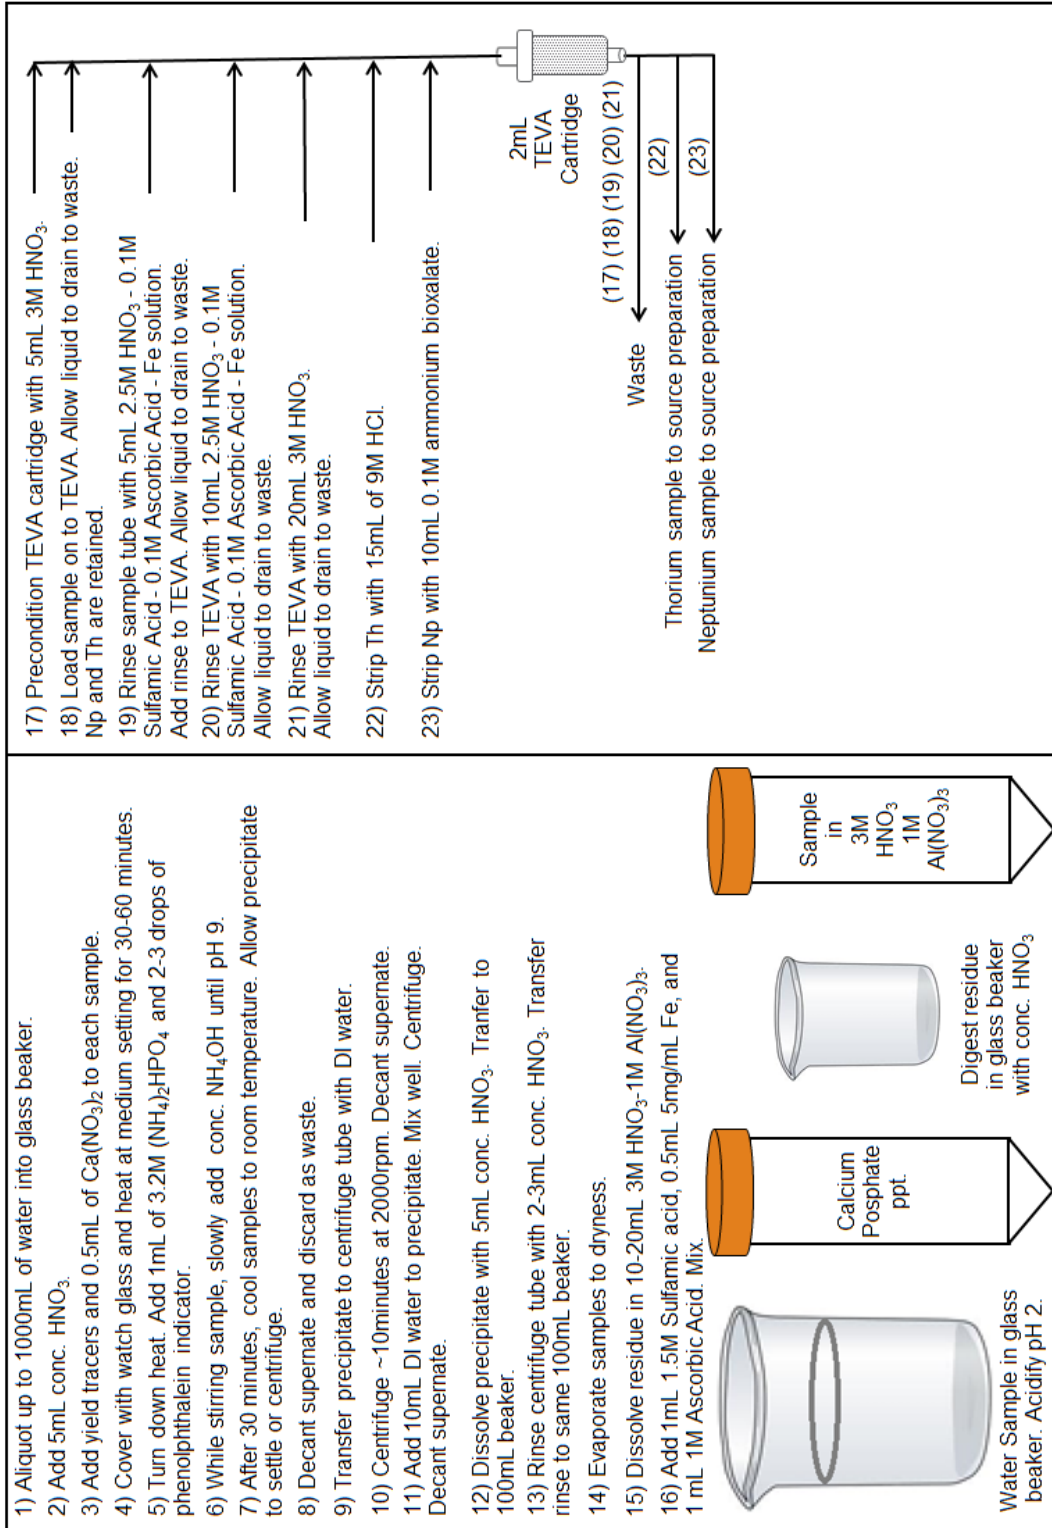 1) Aliquot up to 1000mL of water into glass beaker.
2) Add 5mL conc. HNO3.
3) Add yield tracers and 0.5mL of Ca(NO3)2 to each sample.
4) Cover with watch glass and heat at medium setting for 30-60 minutes.
5) Turn down heat. Add 1mL of 3.2M (NH4)2HPO4 and 2-3 drops of
phenolphthalein indicator.
6) While stirring sample, slowly add conc. NH4OH until pH 9.
7) After 30 minutes, cool samples to room temperature. Allow precipitate
to settle or centrifuge.
8) Decant supernate and discard as waste.
9) Transfer precipitate to centrifuge tube with DI water.
10) Centrifuge ~10minutes at 2000rpm. Decant supernate.
11) Add 10mL DI water to precipitate. Mix well. Centrifuge.
Decant supernate.
12) Dissolve precipitate with 5mL conc. HNO3. Tranfer to
100mL beaker.
13) Rinse centrifuge tube with 2-3mL conc. HNO3. Transfer
rinse to same 100mL beaker.
14) Evaporate samples to dryness.
15) Dissolve residue in 10-20mL 3M HNO3-1M Al(NO3)3.
16) Add 1mL 1.5M Sulfamic acid, 0.5mL 5mg/mL Fe, and
1 mL 1M Ascorbic Acid. Mix.
Water Sample in glass
beaker. Acidify pH 2.
Calcium
Posphate
ppt.
Digest residue
in glass beaker
with conc. HNO3
Sample
in
3M
HNO3
1M
Al(NO3)3
17) Precondition TEVA cartridge with 5mL 3M HNO3.
18) Load sample on to TEVA. Allow liquid to drain to waste.
Np and Th are retained.
19) Rinse sample tube with 5mL 2.5M HNO3 - 0.1M
Sulfamic Acid - 0.1M Ascorbic Acid - Fe solution.
Add rinse to TEVA. Allow liquid to drain to waste.
20) Rinse TEVA with 10mL 2.5M HNO3 - 0.1M
Sulfamic Acid - 0.1M Ascorbic Acid - Fe solution.
Allow liquid to drain to waste.
21) Rinse TEVA with 20mL 3M HNO3.
Allow liquid to drain to waste.
22) Strip Th with 15mL of 9M HCl.
23) Strip Np with 10mL 0.1M ammonium bioxalate.
2mL
TEVA
Cartridge
(17) (18) (19) (20) (21)
Waste
(22)
Thorium sample to source preparation
(23)
Neptunium sample to source preparation